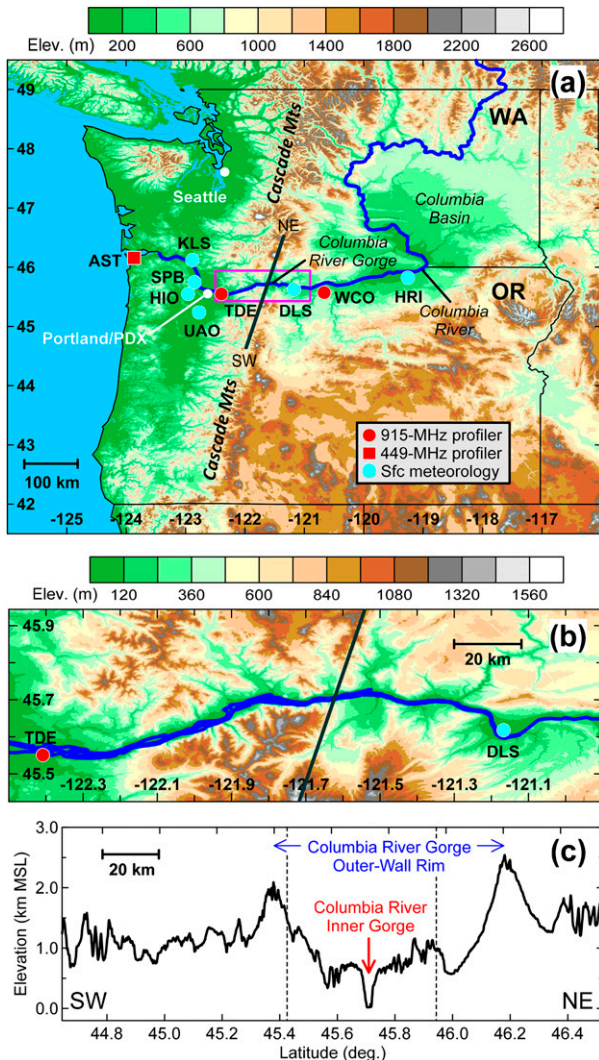 Elev. (m)
200 600 1000 1400 1800 2200 2600
(a)
49
48
47
46
45
44
43
42
WA
Cascade Mts
Seattle
Columbia
Basin
NE
Columbia
River Gorge
AST
KLS
SPB
HIO
TDE
DLS
WCO
HRI
OR
UAO
Portland/PDX
Columbia
River
SW
Cascade Mts
915-MHz profiler
449-MHz profiler
Sfc meteorology
100 km
-125 -124 -123 -122 -121 -120 -119 -118 -117
Elev. (m)
120 360 600 840 1080 1320 1560
(b)
45.9
45.7
45.5
20 km
TDE
DLS
-122.3 -122.1 -121.9 -121.7 -121.5 -121.3 -121.1
(c)
3.0
2.0
1.0
0.0
Elevation (km MSL)
20 km
Columbia River Gorge
Outer-Wall Rim
Columbia River
Inner Gorge
SW
NE
44.8 45.0 45.2 45.4 45.6 45.8 46.0 46.2 46.4
Latitude (deg.)